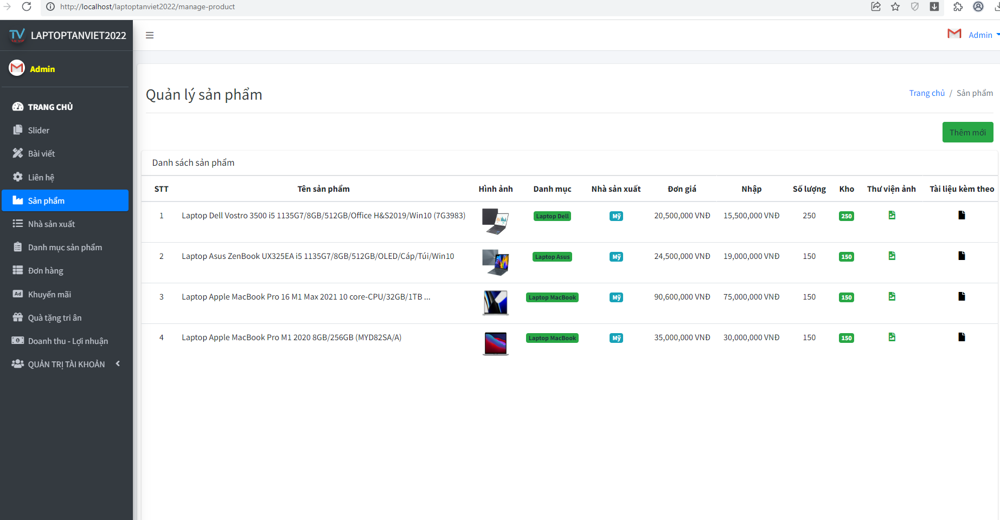 http://localhost/laptoptanviet2022/manage-product
TV LAPTOPTANVIET2022
Admin
Admin
TRANG CHỦ
Slider
Bài viết
Liên hệ
Sản phẩm
Nhà sản xuất
Danh mục sản phẩm
Đơn hàng
Ad Khuyến mãi
Quà tặng tri ân
Doanh thu - Lợi nhuận
QUẢN TRỊ TÀI KHOẢN
Quản lý sản phẩm
Trang chủ / Sản phẩm
Thêm mới
Danh sách sản phẩm
STT Tên sản phẩm Hình ảnh Danh mục Nhà sản xuất Đơn giá Nhập Số lượng Kho Thư viện ảnh Tài liệu kèm theo
1 Laptop Dell Vostro 3500 i5 1135G7/8GB/512GB/Office H&S2019/Win10 (7G3983) Laptop Dell Mỹ 20,500,000 VNĐ 15,500,000 VNĐ 250 250
2 Laptop Asus ZenBook UX325EA i5 1135G7/8GB/512GB/OLED/Cáp/Túi/Win10 Laptop Asus Mỹ 24,500,000 VNĐ 19,000,000 VNĐ 150 150
3 Laptop Apple MacBook Pro 16 M1 Max 2021 10 core-CPU/32GB/1TB ... Laptop MacBook Mỹ 90,600,000 VNĐ 75,000,000 VNĐ 150 150
4 Laptop Apple MacBook Pro M1 2020 8GB/256GB (MYD82SA/A) Laptop MacBook Mỹ 35,000,000 VNĐ 30,000,000 VNĐ 150 150